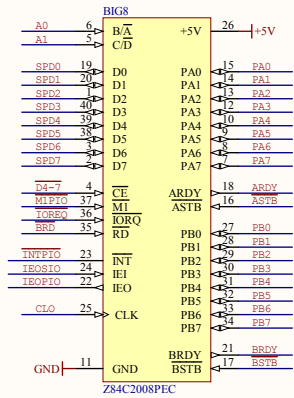 BIG8
A0 6 B/A +5V 26 +5V
A1 5 C/D
SPD0 19 D0 PA0 15 PA0
SPD1 20 D1 PA1 14 PA1
SPD2 1 D2 PA2 13 PA2
SPD3 40 D3 PA3 12 PA3
SPD4 39 D4 PA4 10 PA4
SPD5 38 D5 PA5 9 PA5
SPD6 3 D6 PA6 8 PA6
SPD7 2 D7 PA7 7 PA7
D4-7 4 CE ARDY 18 ARDY
M1PIO 37 M1 ASTB 16 ASTB
IOREQ 36 IORQ
BRD 35 RD PB0 27 PB0
PB1 28 PB1
INTPIO 23 INT PB2 29 PB2
IEOSIO 24 IEI PB3 30 PB3
IEOPIO 22 IEO PB4 31 PB4
PB5 32 PB5
CLO 25 CLK PB6 33 PB6
PB7 34 PB7
BRDY 21 BRDY
GND 11 GND BSTB 17 BSTB
Z84C2008PEC